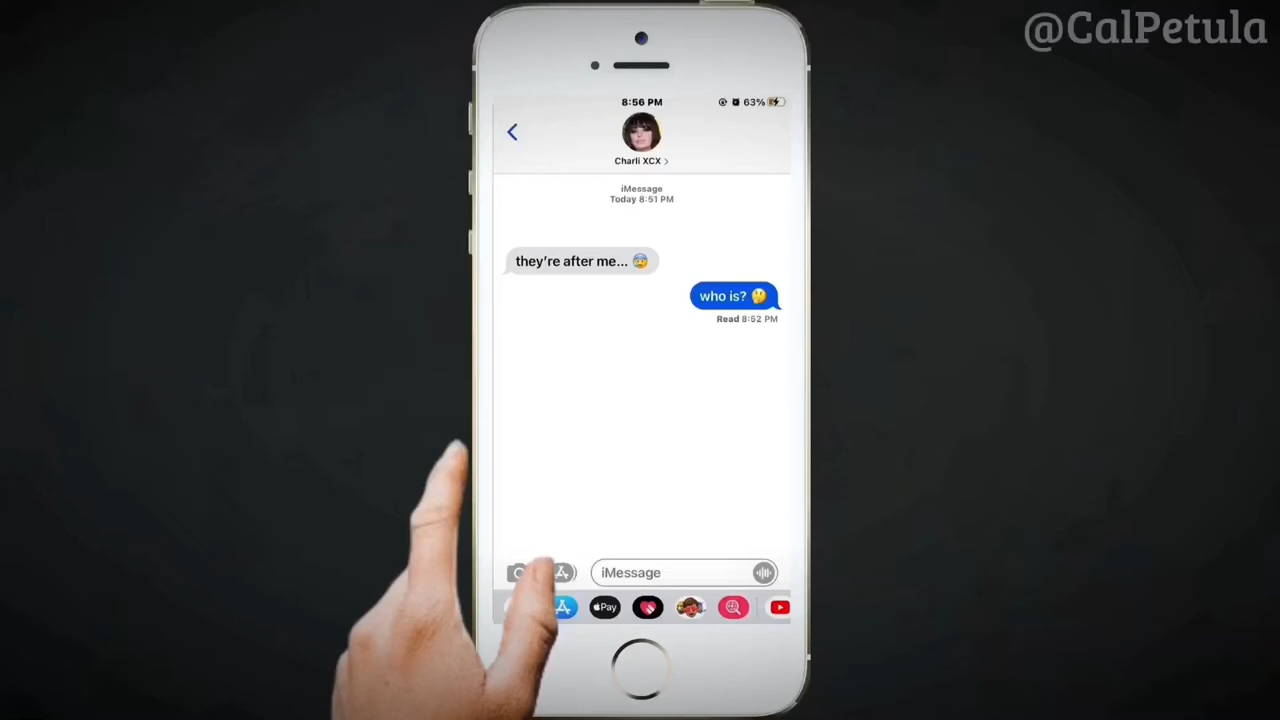 @CalPetula
8:56 PM
63%
Charli XCX >
iMessage
Today 8:51 PM
they're after me... 😰
who is? 🤔
Read 8:52 PM
iMessage
Pay